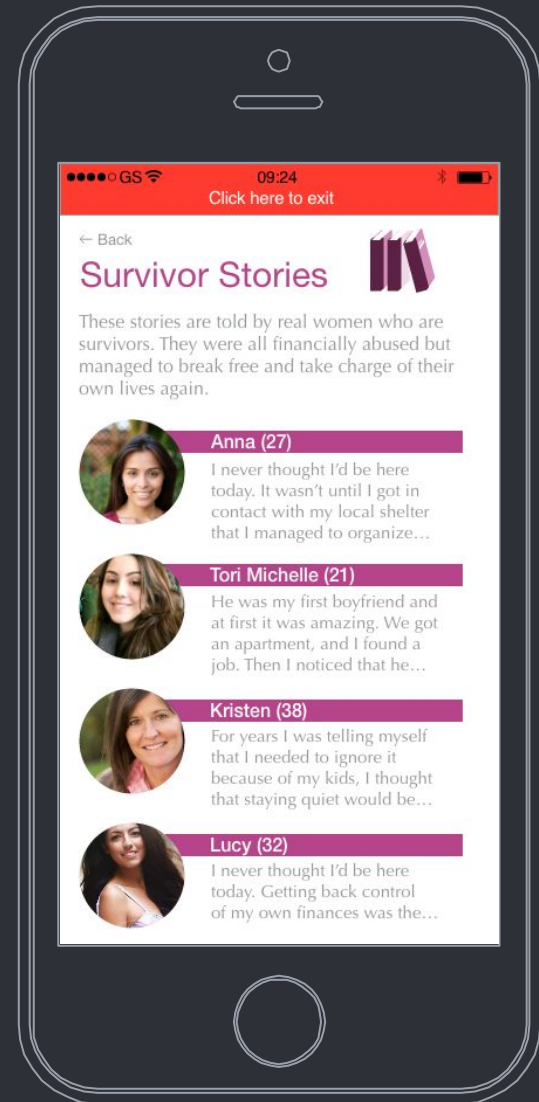 GS 09:24
Click here to exit
← Back
Survivor Stories
These stories are told by real women who are
survivors. They were all financially abused but
managed to break free and take charge of their
own lives again.
Anna (27)
I never thought I'd be here
today. It wasn't until I got in
contact with my local shelter
that I managed to organize…
Tori Michelle (21)
He was my first boyfriend and
at first it was amazing. We got
an apartment, and I found a
job. Then I noticed that he…
Kristen (38)
For years I was telling myself
that I needed to ignore it
because of my kids, I thought
that staying quiet would be…
Lucy (32)
I never thought I'd be here
today. Getting back control
of my own finances was the…